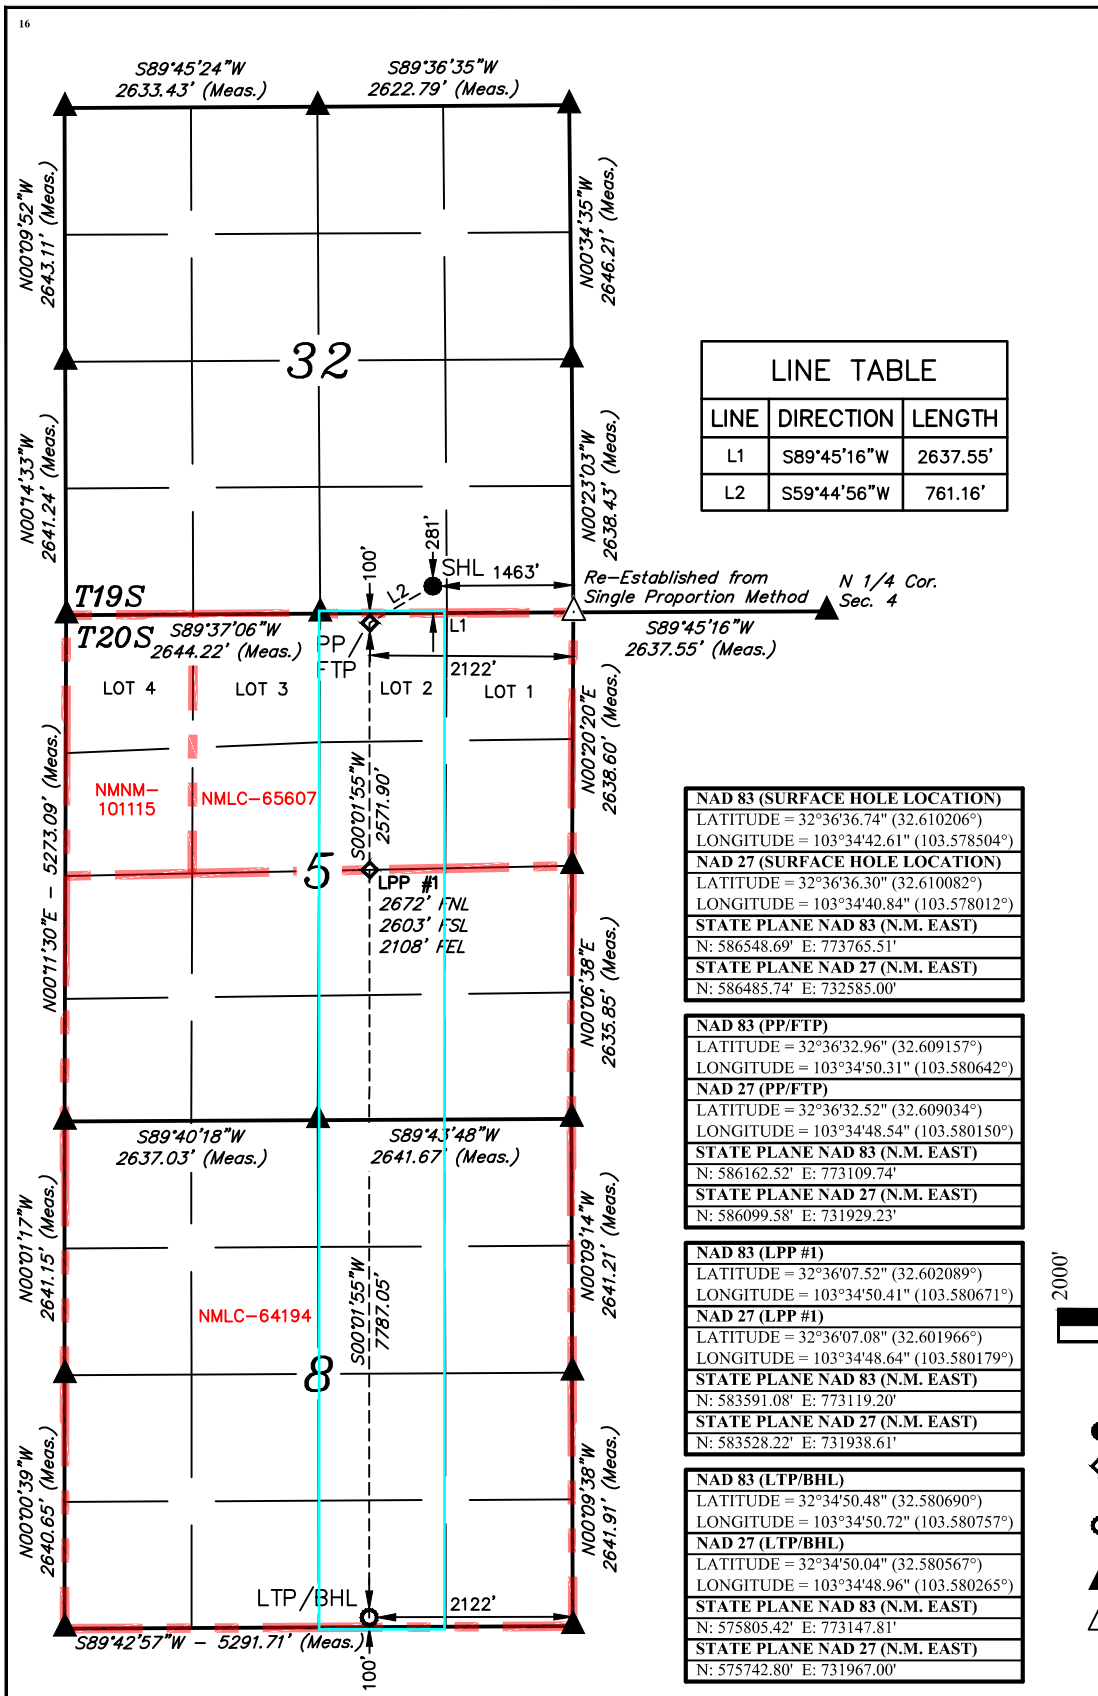 16
S89°45'24"W
2633.43' (Meas.)
S89°36'35"W
2622.79' (Meas.)
N00°09'52"W
2643.11' (Meas.)
N00°34'35"W
2646.21' (Meas.)
32
N00°14'33"W
2641.24' (Meas.)
N00°23'03"W
2638.43' (Meas.)
LINE TABLE
LINE DIRECTION LENGTH
L1 S89°45'16"W 2637.55'
L2 S59°44'56"W 761.16'
100'
281'
SHL 1463'
L2
Re-Established from
Single Proportion Method
N 1/4 Cor.
Sec. 4
T19S
T20S
S89°37'06"W
2644.22' (Meas.)
PP/
FTP
L1
2122'
S89°45'16"W
2637.55' (Meas.)
LOT 4
LOT 3
LOT 2
LOT 1
N00°11'30"E - 5273.09' (Meas.)
N00°20'20"E
2638.60' (Meas.)
NMNM-
101115
NMLC-65607
S00°01'55"W
2571.90'
5
LPP #1
2672' FNL
2603' FSL
2108' FEL
N00°06'38"E
2635.85' (Meas.)
S89°40'18"W
2637.03' (Meas.)
S89°43'48"W
2641.67' (Meas.)
N00°01'17"W
2641.15' (Meas.)
N00°09'14"W
2641.21' (Meas.)
NMLC-64194
S00°01'55"W
7787.05'
8
N00°00'39"W
2640.65' (Meas.)
N00°09'38"W
2641.91' (Meas.)
LTP/BHL
2122'
S89°42'57"W - 5291.71' (Meas.)
100'
NAD 83 (SURFACE HOLE LOCATION)
LATITUDE = 32°36'36.74" (32.610206°)
LONGITUDE = 103°34'42.61" (103.578504°)
NAD 27 (SURFACE HOLE LOCATION)
LATITUDE = 32°36'36.30" (32.610082°)
LONGITUDE = 103°34'40.84" (103.578012°)
STATE PLANE NAD 83 (N.M. EAST)
N: 586548.69' E: 773765.51'
STATE PLANE NAD 27 (N.M. EAST)
N: 586485.74' E: 732585.00'
NAD 83 (PP/FTP)
LATITUDE = 32°36'32.96" (32.609157°)
LONGITUDE = 103°34'50.31" (103.580642°)
NAD 27 (PP/FTP)
LATITUDE = 32°36'32.52" (32.609034°)
LONGITUDE = 103°34'48.54" (103.580150°)
STATE PLANE NAD 83 (N.M. EAST)
N: 586162.52' E: 773109.74'
STATE PLANE NAD 27 (N.M. EAST)
N: 586099.58' E: 731929.23'
NAD 83 (LPP #1)
LATITUDE = 32°36'07.52" (32.602089°)
LONGITUDE = 103°34'50.41" (103.580671°)
NAD 27 (LPP #1)
LATITUDE = 32°36'07.08" (32.601966°)
LONGITUDE = 103°34'48.64" (103.580179°)
STATE PLANE NAD 83 (N.M. EAST)
N: 583591.08' E: 773119.20'
STATE PLANE NAD 27 (N.M. EAST)
N: 583528.22' E: 731938.61'
NAD 83 (LTP/BHL)
LATITUDE = 32°34'50.48" (32.580690°)
LONGITUDE = 103°34'50.72" (103.580757°)
NAD 27 (LTP/BHL)
LATITUDE = 32°34'50.04" (32.580567°)
LONGITUDE = 103°34'48.96" (103.580265°)
STATE PLANE NAD 83 (N.M. EAST)
N: 575805.42' E: 773147.81'
STATE PLANE NAD 27 (N.M. EAST)
N: 575742.80' E: 731967.00'
2000'